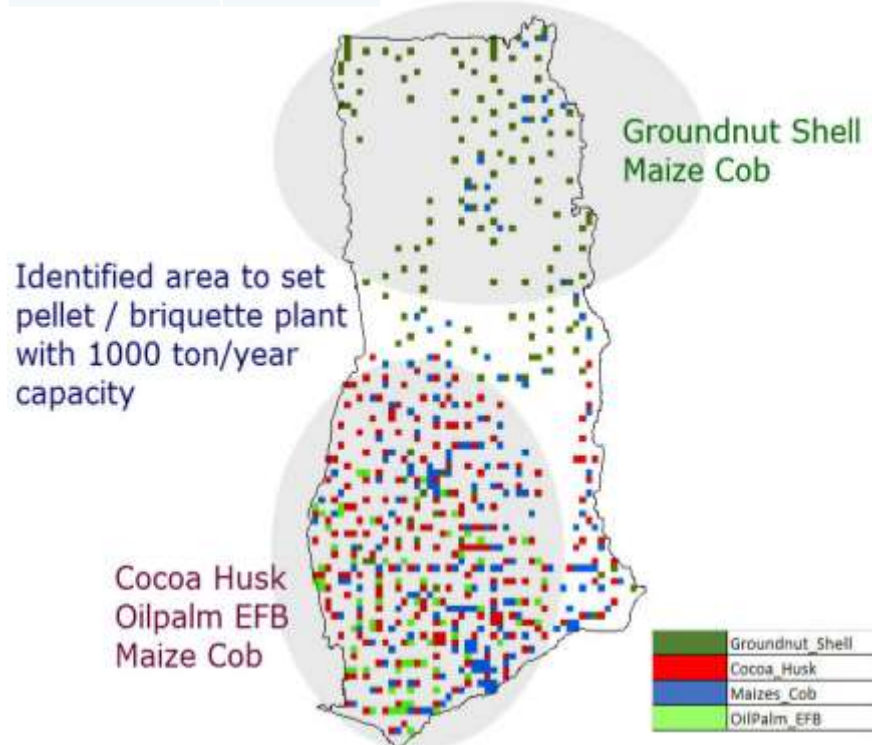 Groundnut Shell
Maize Cob
Identified area to set
pellet / briquette plant
with 1000 ton/year
capacity
Cocoa Husk
Oilpalm EFB
Maize Cob
Groundnut_Shell
Cocoa_Husk
Maizes_Cob
OilPalm_EFB